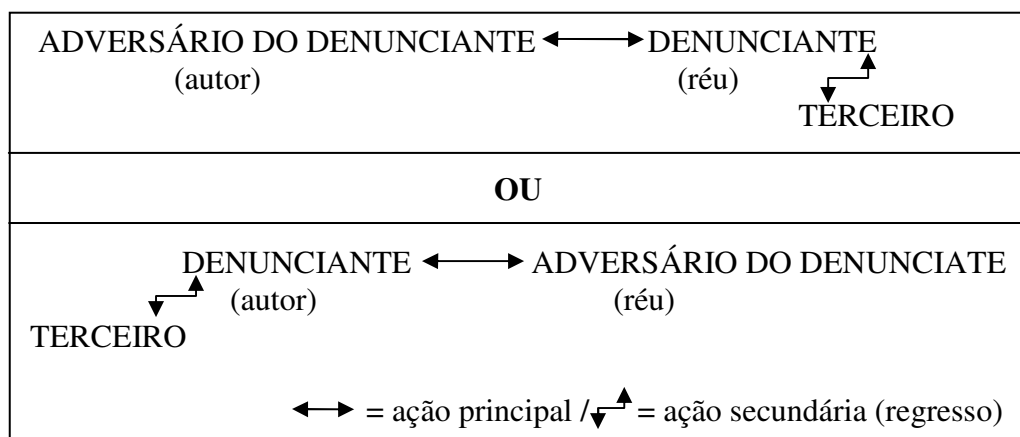 ADVERSÁRIO DO DENUNCIANTE DENUNCIANTE
(autor) (réu)
TERCEIRO
OU
DENUNCIANTE ADVERSÁRIO DO DENUNCIATE
(autor) (réu)
TERCEIRO
= ação principal / = ação secundária (regresso)